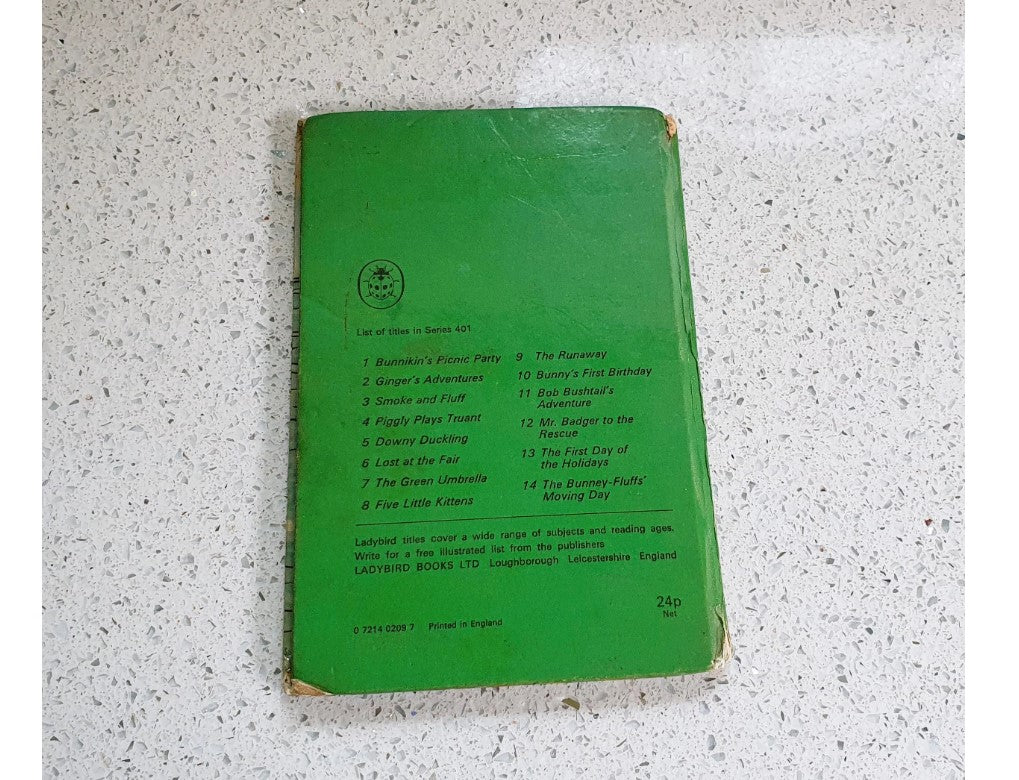 List of titles in Series 401
1 Bunnikin's Picnic Party
2 Ginger's Adventures
3 Smoke and Fluff
4 Piggly Plays Truant
5 Downy Duckling
6 Lost at the Fair
7 The Green Umbrella
8 Five Little Kittens
9 The Runaway
10 Bunny's First Birthday
11 Bob Bushtail's
Adventure
12 Mr. Badger to the
Rescue
13 The First Day of
the Holidays
14 The Bunney-Fluffs'
Moving Day
Ladybird titles cover a wide range of subjects and reading ages.
Write for a free illustrated list from the publishers
LADYBIRD BOOKS LTD Loughborough Leicestershire England
24p
Net
0 7214 0209 7 Printed in England